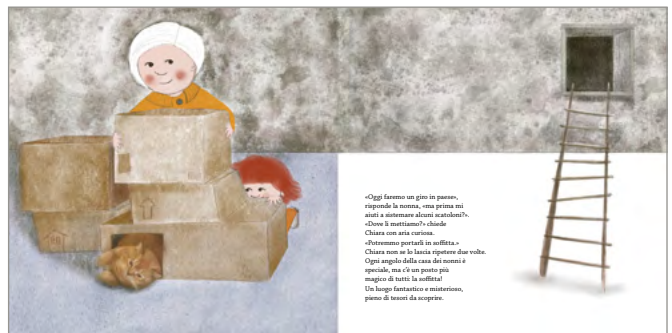 «Oggi faremo un giro in paese»,
risponde la nonna, «ma prima mi
aiuti a sistemare alcuni scatoloni?».
«Dove li mettiamo?» chiede
Chiara con aria curiosa.
«Potremmo portarli in soffitta.»
Chiara non se lo lascia ripetere due volte.
Ogni angolo della casa dei nonni è
speciale, ma c'è un posto più
magico di tutti: la soffitta!
Un luogo fantastico e misterioso,
pieno di tesori da scoprire.